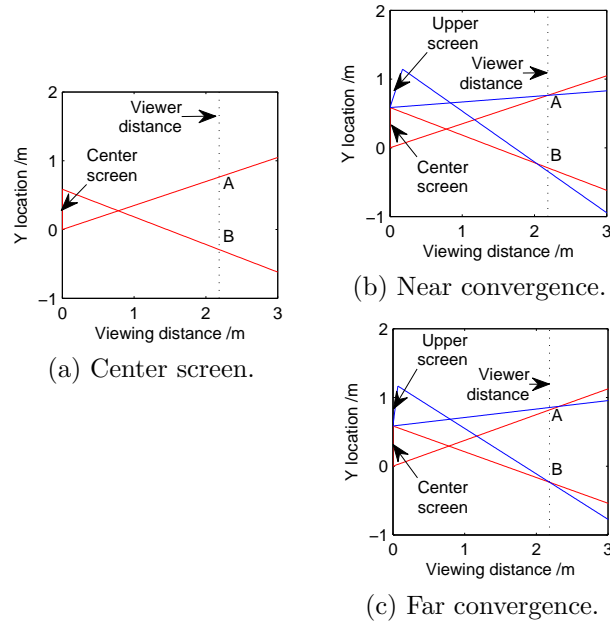 2
1
0
−1
0
1
2
3
Y location /m
Viewing distance /m
Center
screen
Viewer
distance
A
B
(a) Center screen.
2
1
0
−1
0
1
2
3
Y location /m
Viewing distance /m
Upper
screen
Viewer
distance
Center
screen
A
B
(b) Near convergence.
2
1
0
−1
0
1
2
3
Y location /m
Viewing distance /m
Upper
screen
Viewer
distance
Center
screen
A
B
(c) Far convergence.